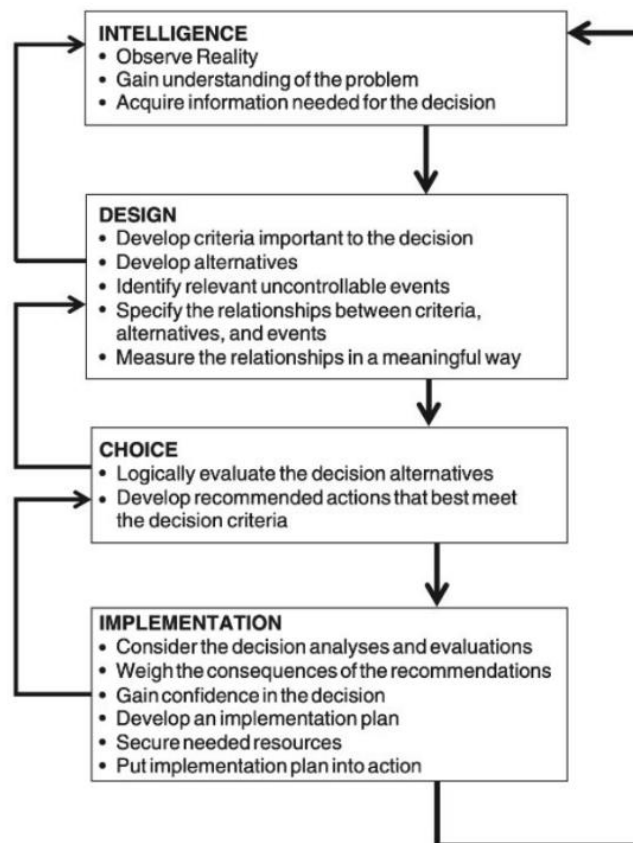 INTELLIGENCE
• Observe Reality
• Gain understanding of the problem
• Acquire information needed for the decision
DESIGN
• Develop criteria important to the decision
• Develop alternatives
• Identify relevant uncontrollable events
• Specify the relationships between criteria,
alternatives, and events
• Measure the relationships in a meaningful way
CHOICE
• Logically evaluate the decision alternatives
• Develop recommended actions that best meet
the decision criteria
IMPLEMENTATION
• Consider the decision analyses and evaluations
• Weigh the consequences of the recommendations
• Gain confidence in the decision
• Develop an implementation plan
• Secure needed resources
• Put implementation plan into action